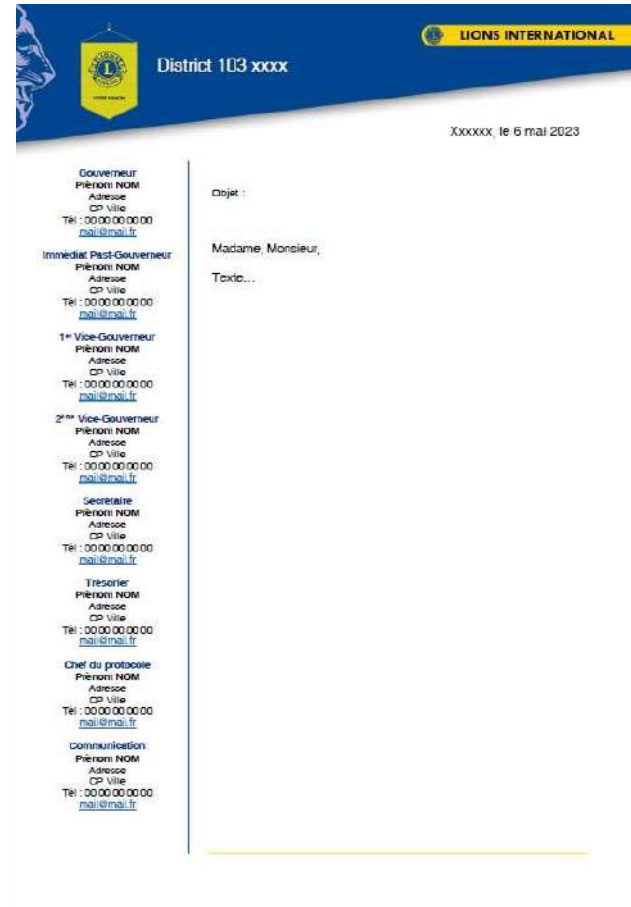 LIONS INTERNATIONAL
District 103 xxxx
Xxxxxx, le 6 mai 2023
Gouverneur
Prénom NOM
Adresse
CP Ville
Tél : 00 00 00 00 00
mail@mail.fr
Immédiat Past-Gouverneur
Prénom NOM
Adresse
CP Ville
Tél : 00 00 00 00 00
mail@mail.fr
1er Vice-Gouverneur
Prénom NOM
Adresse
CP Ville
Tél : 00 00 00 00 00
mail@mail.fr
2ème Vice-Gouverneur
Prénom NOM
Adresse
CP Ville
Tél : 00 00 00 00 00
mail@mail.fr
Secrétaire
Prénom NOM
Adresse
CP Ville
Tél : 00 00 00 00 00
mail@mail.fr
Trésorier
Prénom NOM
Adresse
CP Ville
Tél : 00 00 00 00 00
mail@mail.fr
Chef du protocole
Prénom NOM
Adresse
CP Ville
Tél : 00 00 00 00 00
mail@mail.fr
Communication
Prénom NOM
Adresse
CP Ville
Tél : 00 00 00 00 00
mail@mail.fr
Objet :
Madame, Monsieur,
Texte…